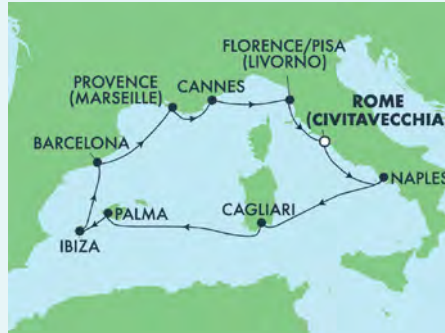 FLORENCE/PISA
(LIVORNO)
PROVENCE
(MARSEILLE)
CANNES
ROME
(CIVITAVECCHIA)
BARCELONA
NAPLES
PALMA
CAGLIARI
IBIZA